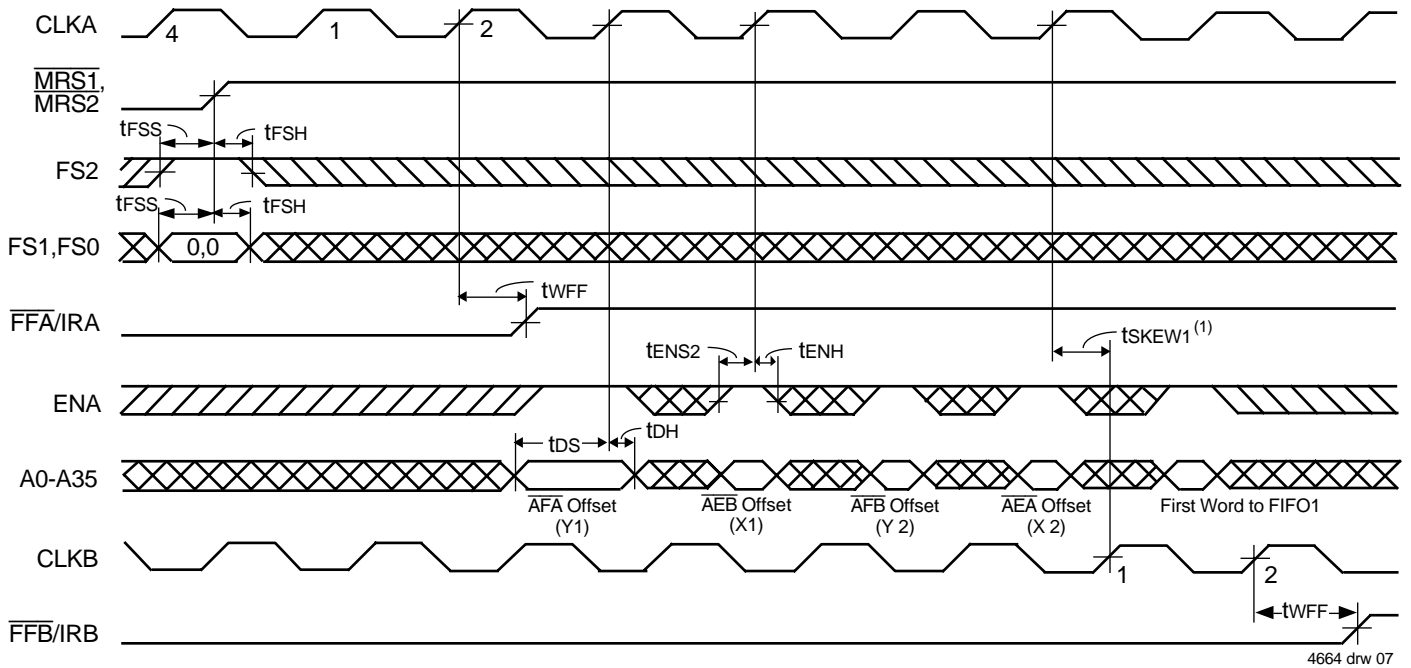 CLKA 4 1 2
MRS1,
MRS2
tFSS tFSH
FS2
tFSS tFSH
FS1,FS0 0,0
tWFF
FFA/IRA
tENS2 tENH tSKEW1(1)
ENA
tDS tDH
A0-A35
AFA Offset (Y1)
AEB Offset (X1)
AFB Offset (Y 2)
AEA Offset (X 2)
First Word to FIFO1
CLKB 1 2
tWFF
FFB/IRB
4664 drw 07